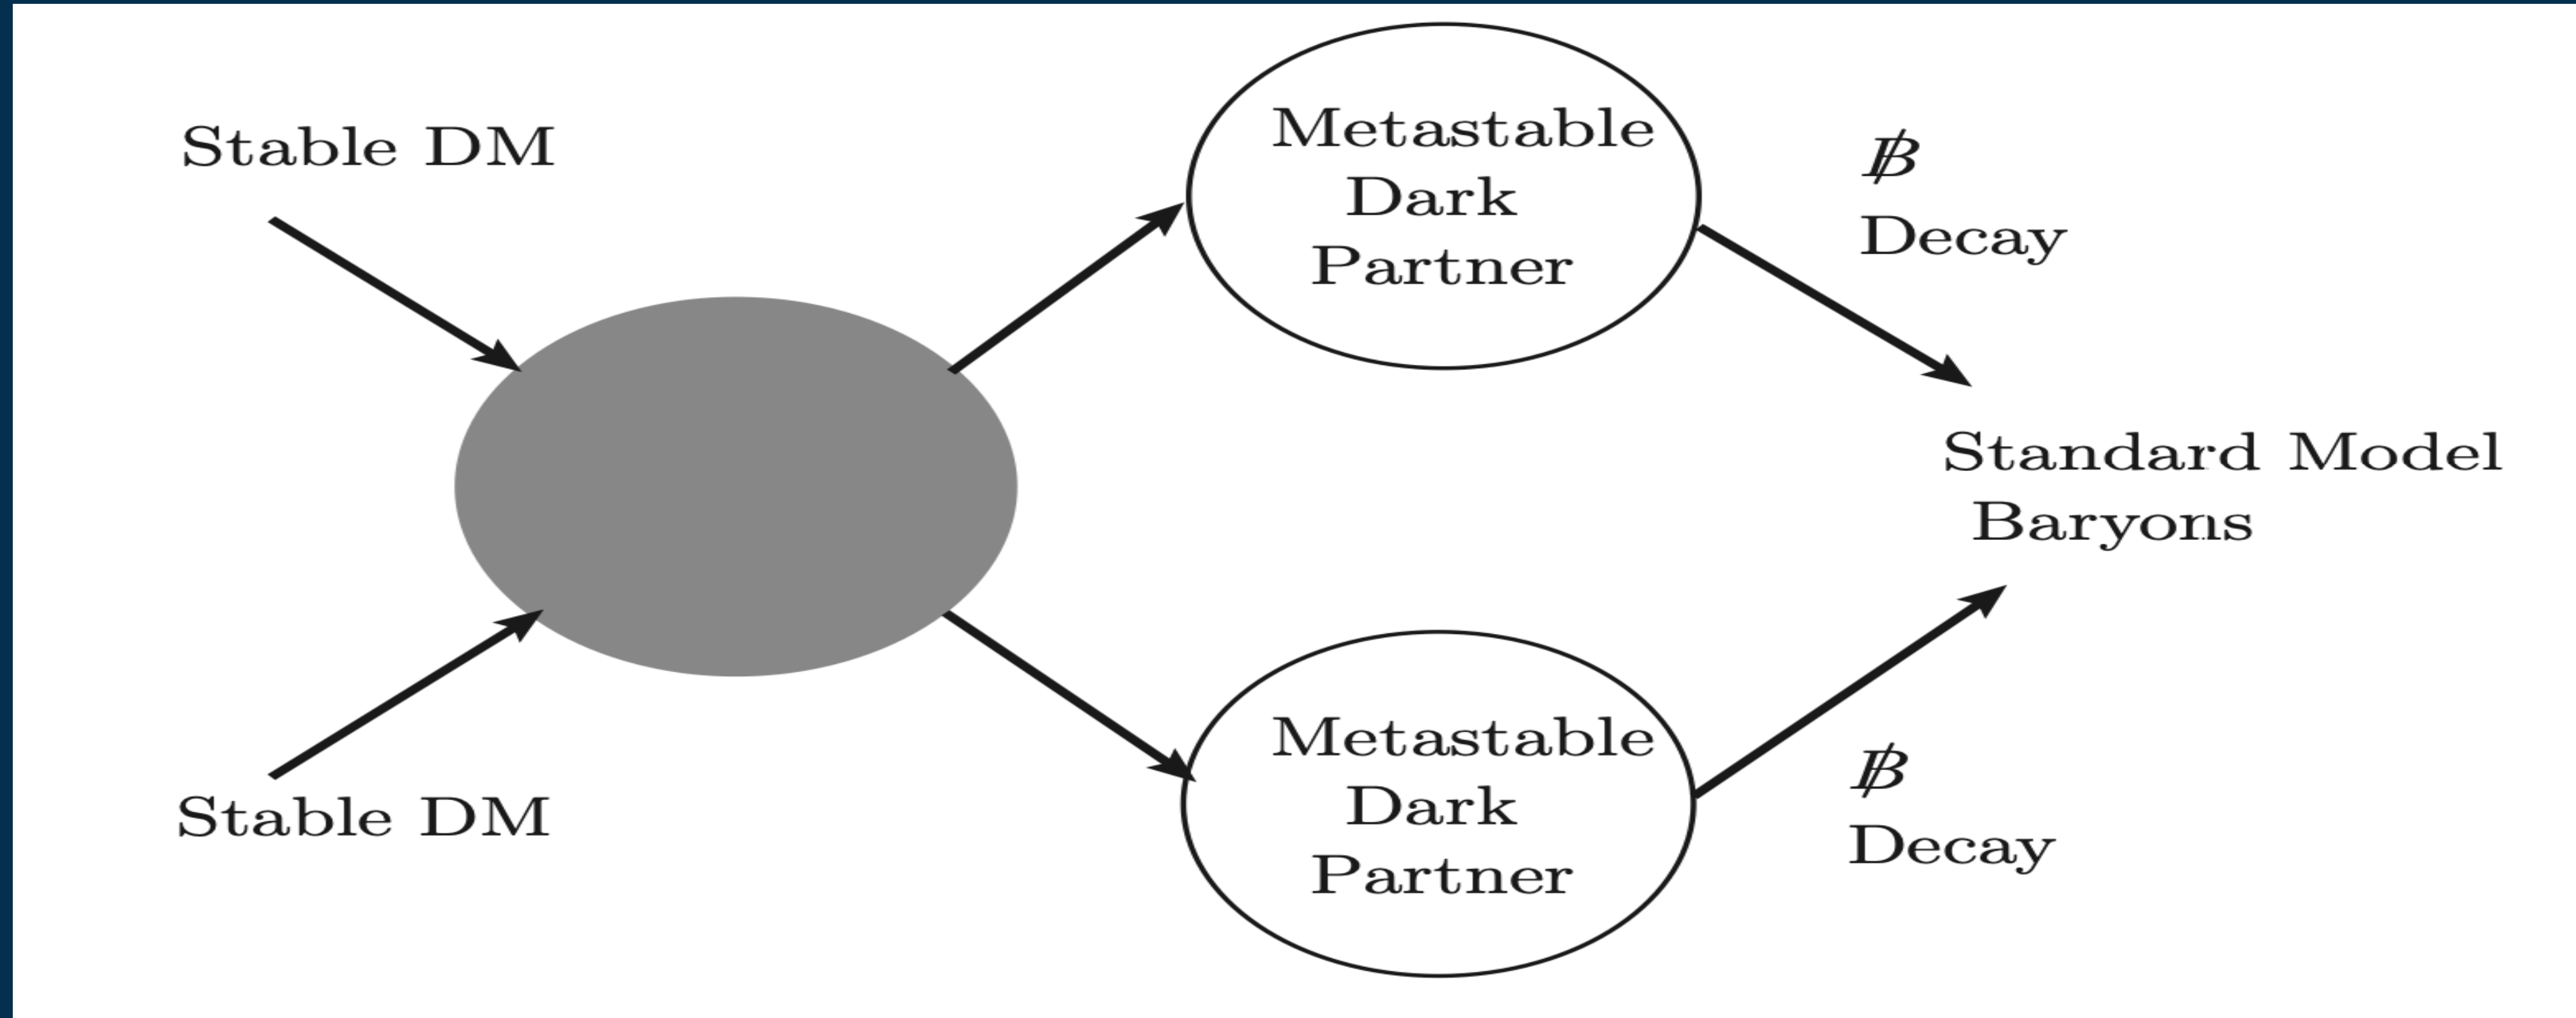 Stable DM
Metastable
Dark
Partner
B̸
Decay
Standard Model
Baryons
Stable DM
Metastable
Dark
Partner
B̸
Decay